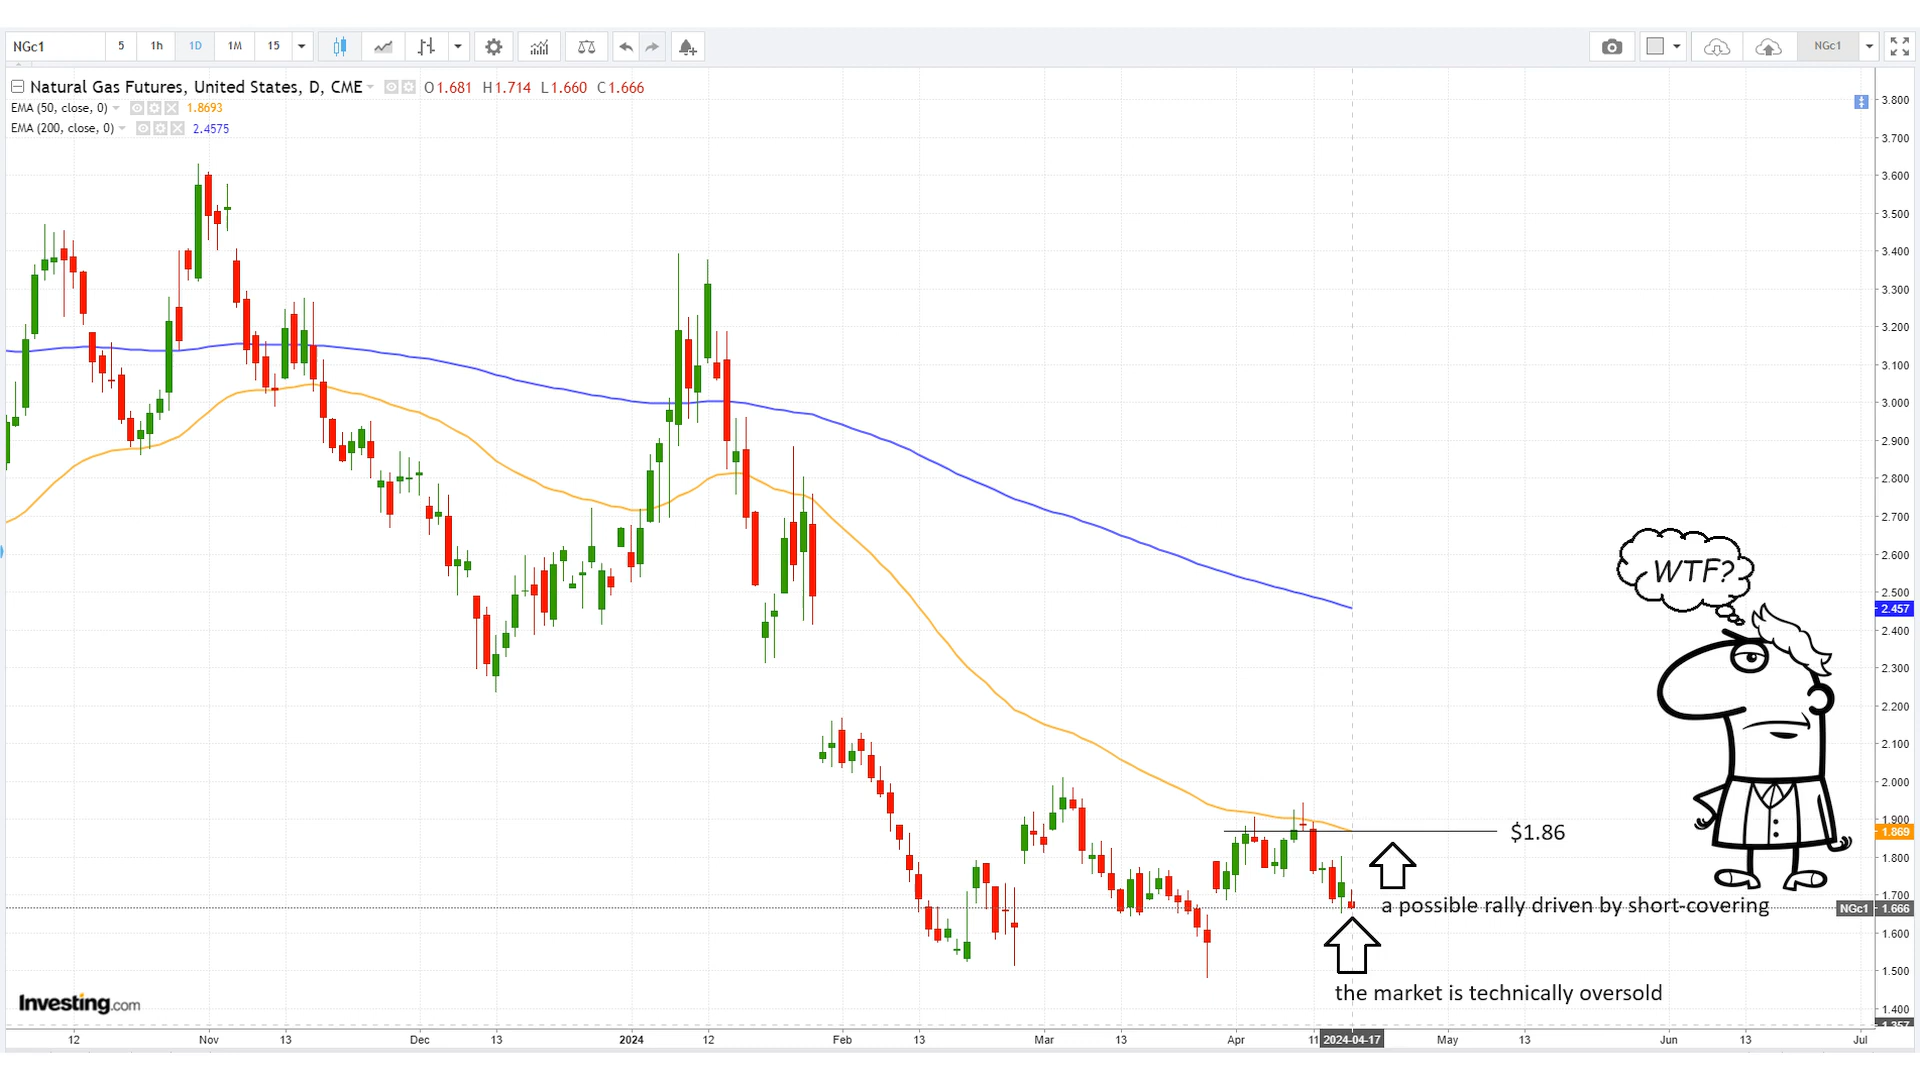 NGc1 5 1h 1D 1M 15 NGc1
Natural Gas Futures, United States, D, CME O1.681 H1.714 L1.660 C1.666
EMA (50, close, 0) 1.8693
EMA (200, close, 0) 2.4575
3.800
3.700
3.600
3.500
3.400
3.300
3.200
3.100
3.000
2.900
2.800
2.700
2.600
2.500
2.457
2.400
2.300
2.200
2.100
2.000
1.900
1.869
1.800
1.700
NGc1 1.666
1.600
1.500
1.400
1.357
WTF?
$1.86
a possible rally driven by short-covering
the market is technically oversold
Investing.com
12 Nov 13 Dec 13 2024 12 Feb 13 Mar 13 Apr 11 2024-04-17 May 13 Jun 13 Jul